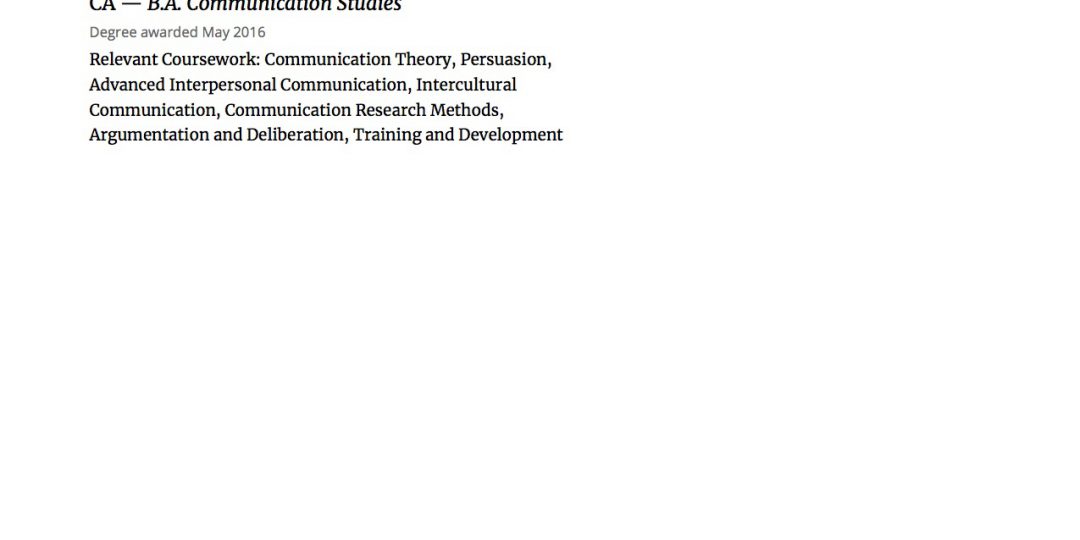 CA — B.A. Communication Studies
Degree awarded May 2016
Relevant Coursework: Communication Theory, Persuasion,
Advanced Interpersonal Communication, Intercultural
Communication, Communication Research Methods,
Argumentation and Deliberation, Training and Development